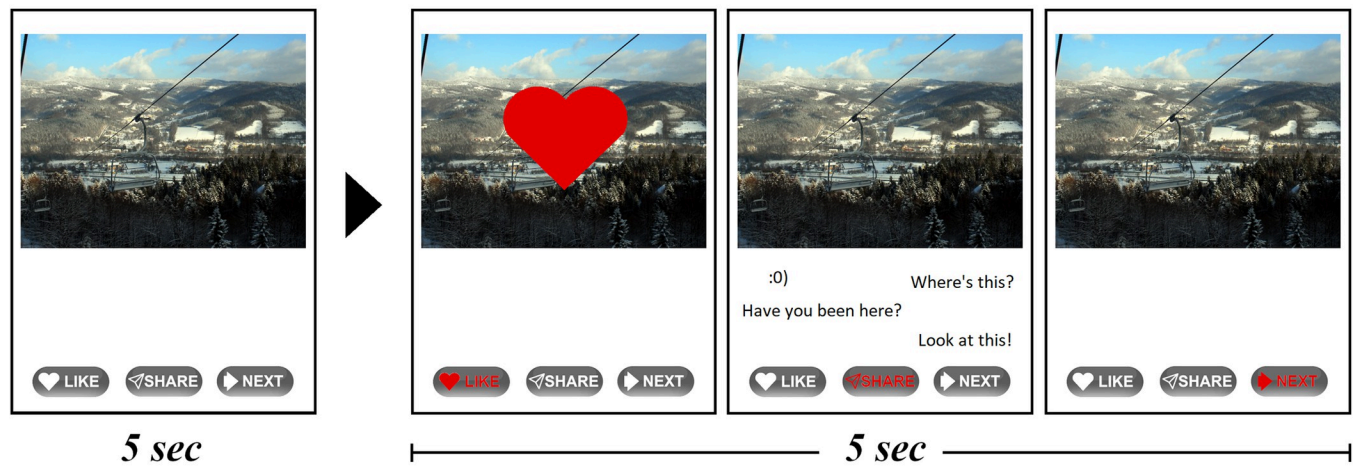 LIKE SHARE NEXT
LIKE SHARE NEXT
:0) Where's this?
Have you been here?
Look at this!
LIKE SHARE NEXT
LIKE SHARE NEXT
5 sec
5 sec